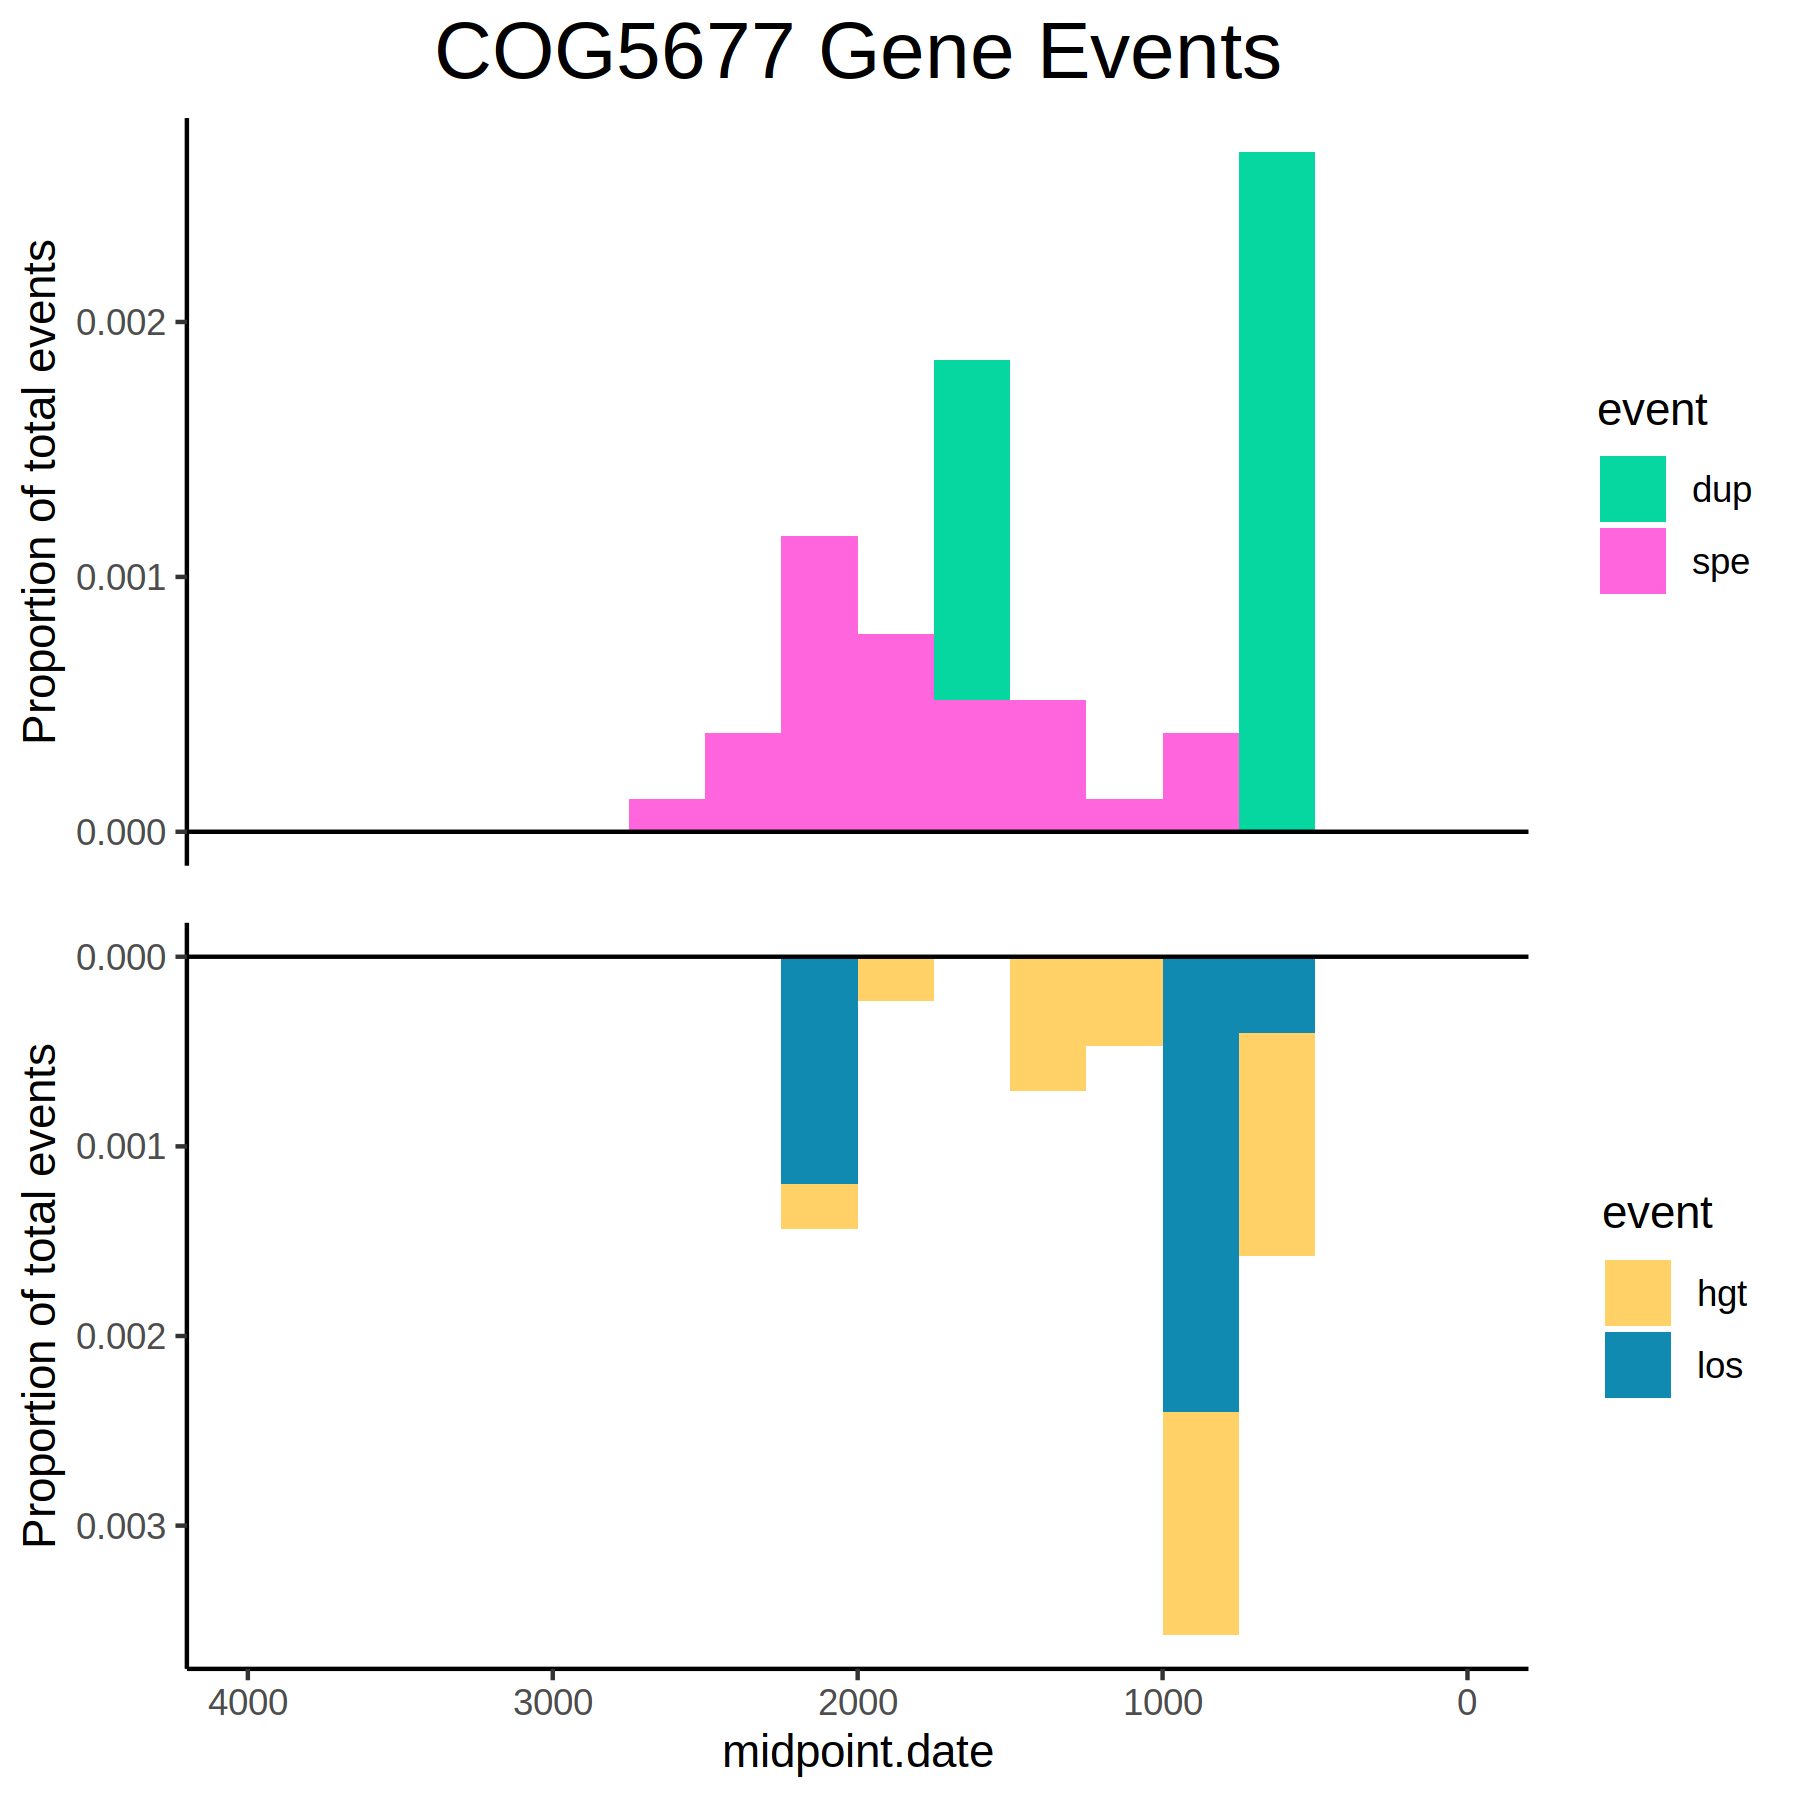 COG5677 Gene Events
Proportion of total events
0.002
0.001
0.000
event
dup
spe
Proportion of total events
0.000
0.001
0.002
0.003
event
hgt
los
4000 3000 2000 1000 0
midpoint.date